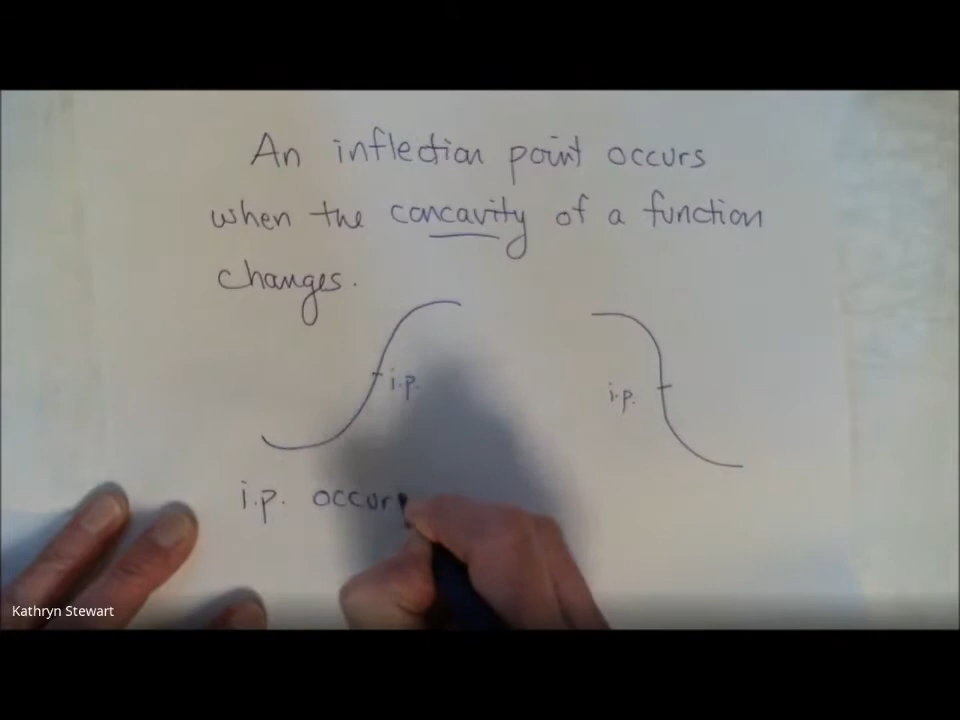 An inflection point occurs
when the concavity of a function
changes.
i.p.
i.p.
i.p. occur
Kathryn Stewart